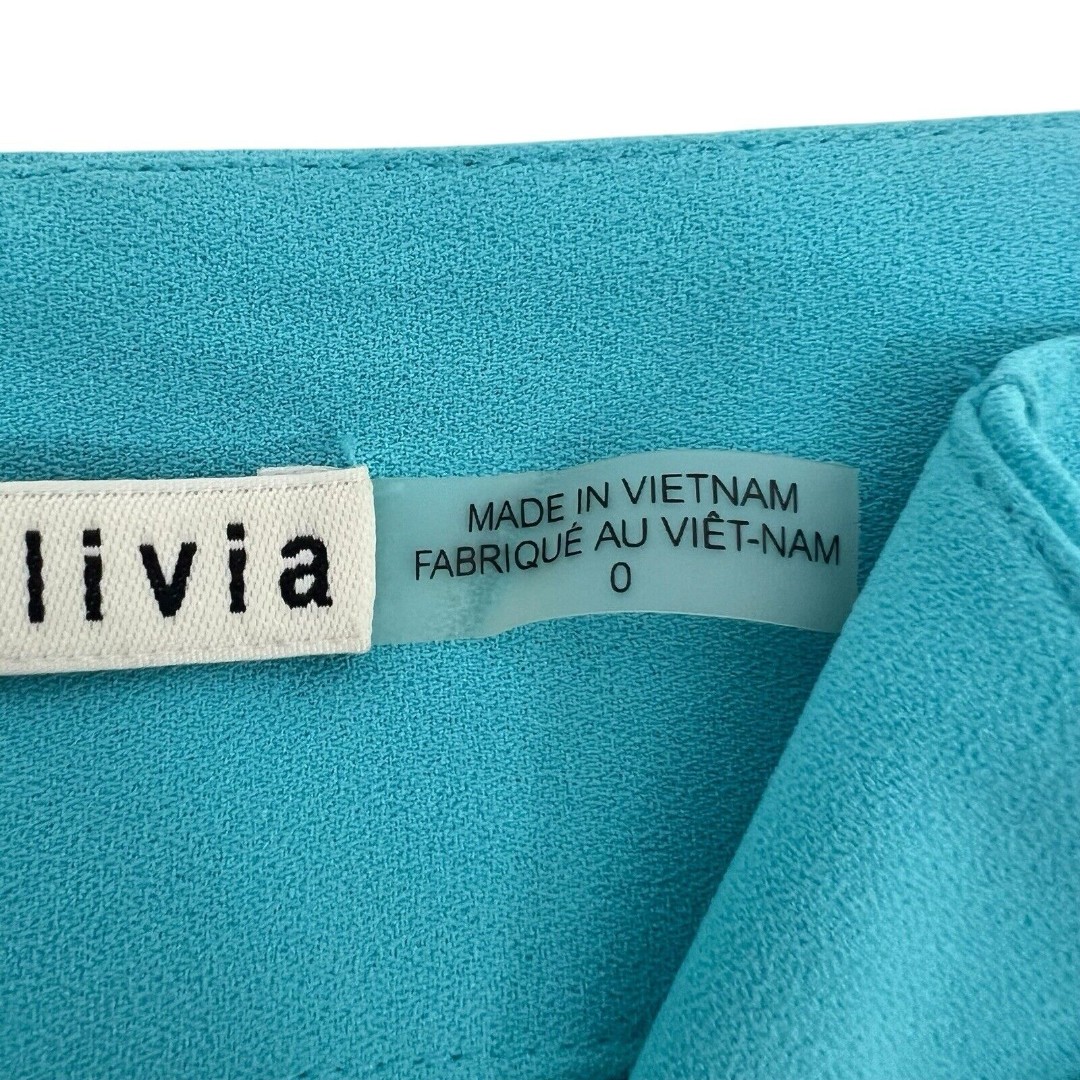 livia
MADE IN VIETNAM
FABRIQUÉ AU VIÊT-NAM
0